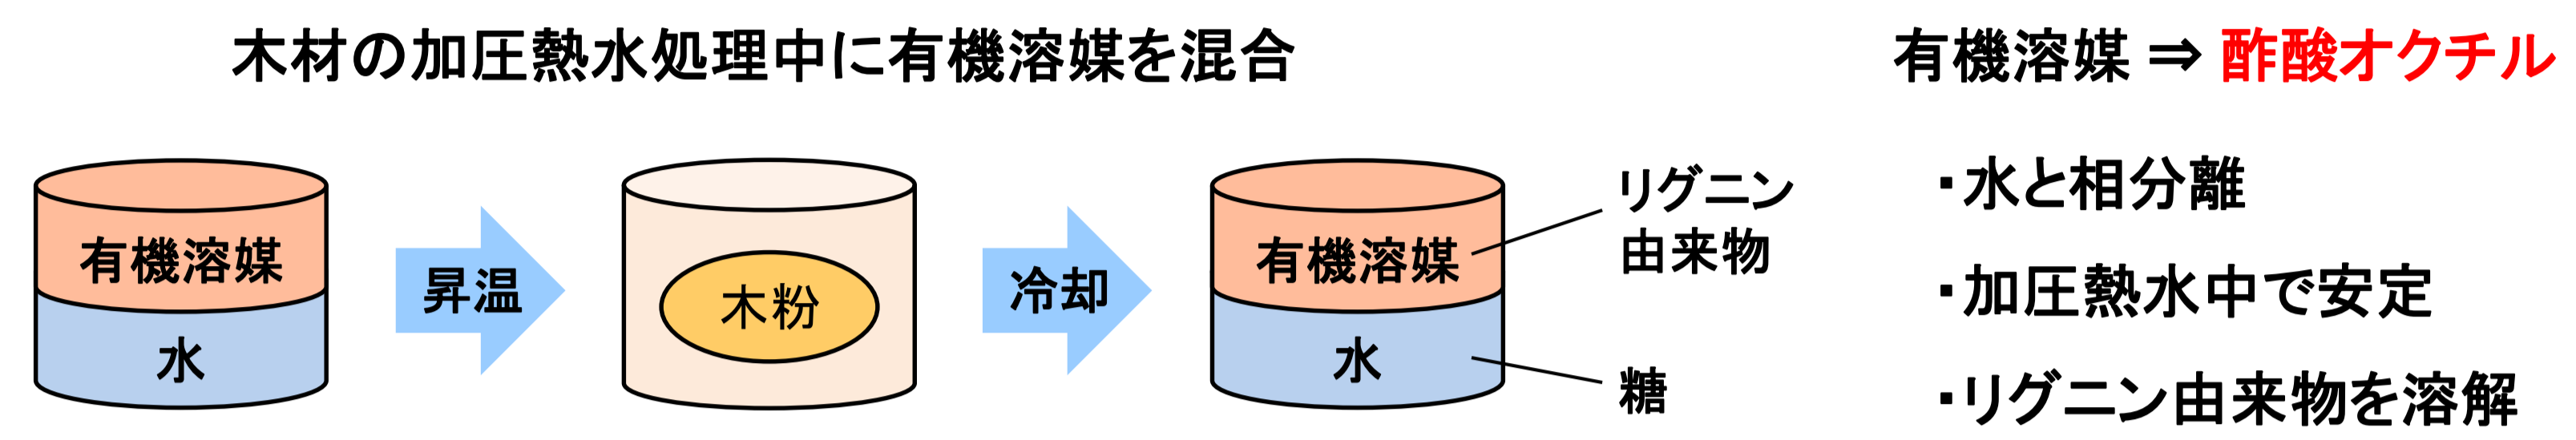 木材の加圧熱水処理中に有機溶媒を混合
有機溶媒
水
昇温
木粉
冷却
有機溶媒
水
リグニン
由来物
糖
有機溶媒 ⇒ 酢酸オクチル
・水と相分離
・加圧熱水中で安定
・リグニン由来物を溶解